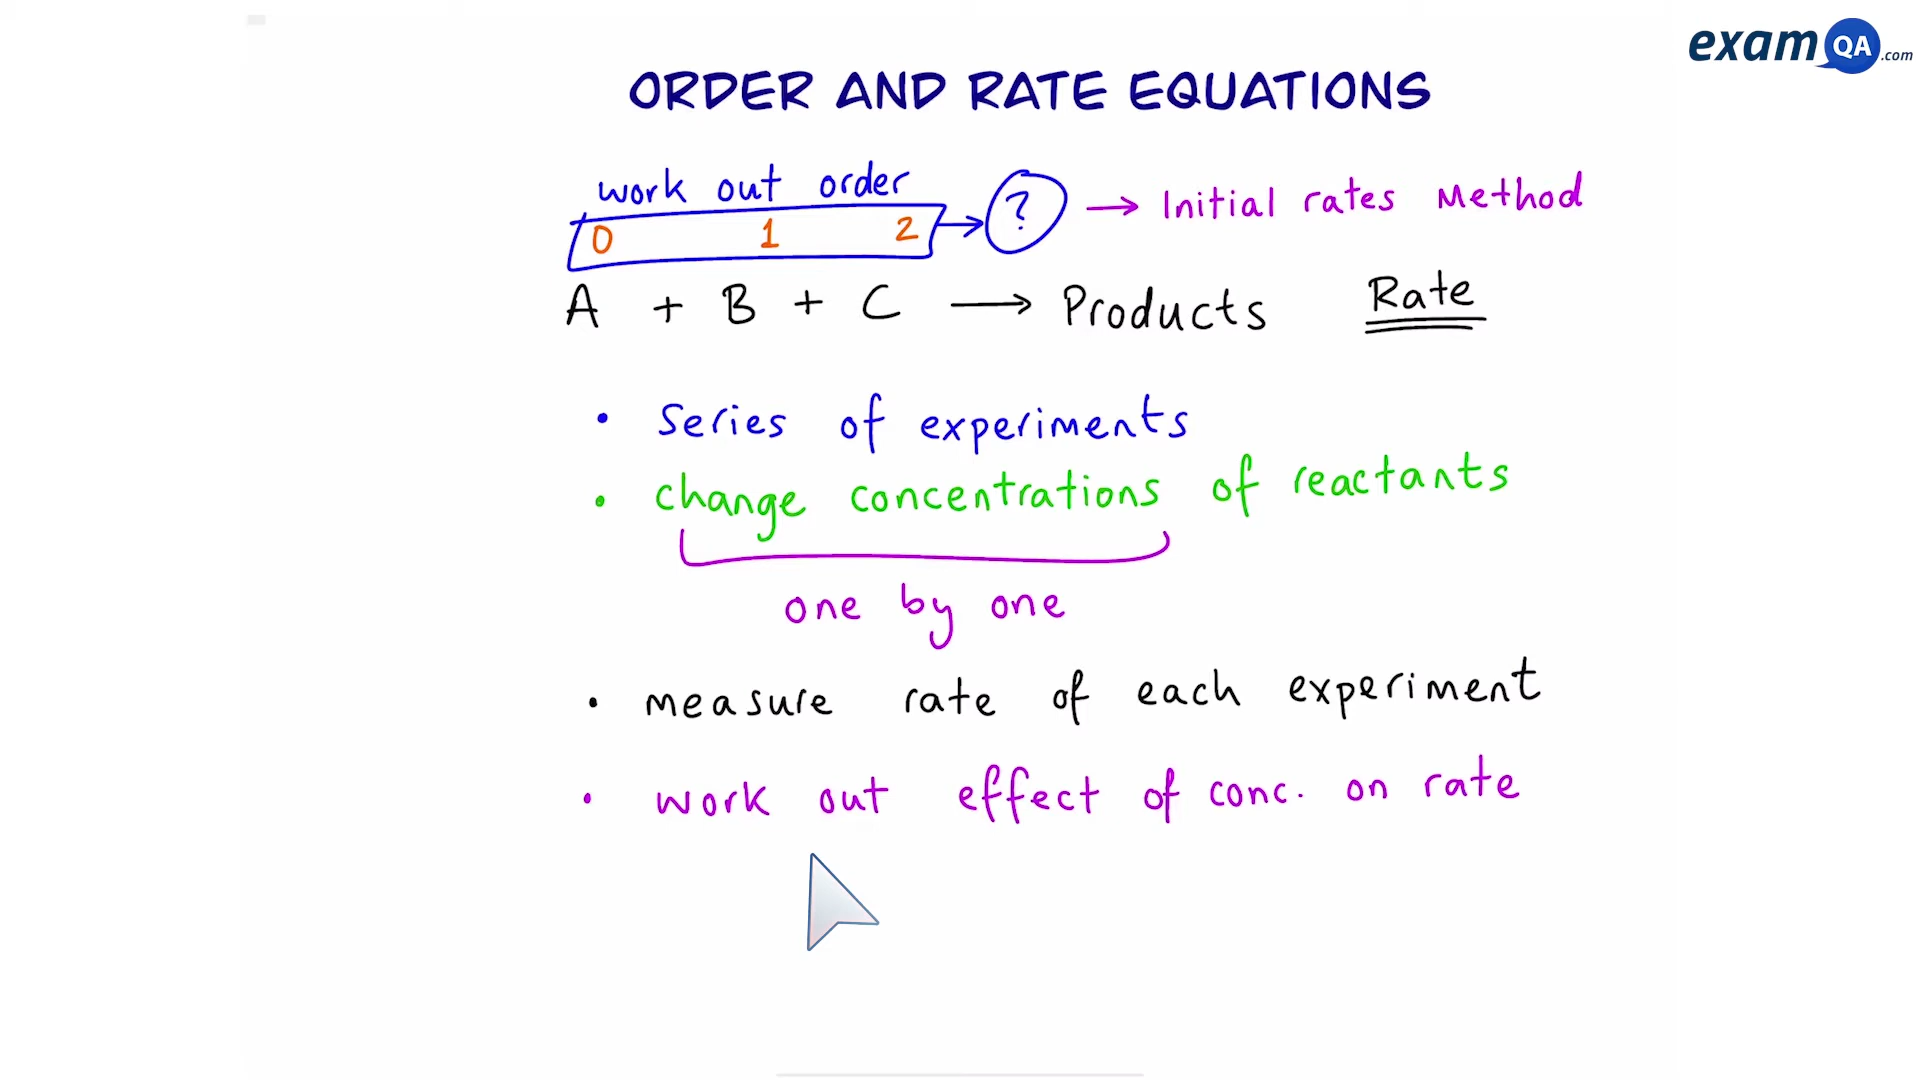 examQA.com
ORDER AND RATE EQUATIONS
work out order
0 1 2 → ? → Initial rates Method
A + B + C ⟶ Products Rate
• series of experiments
• change concentrations of reactants
one by one
• measure rate of each experiment
• work out effect of conc. on rate